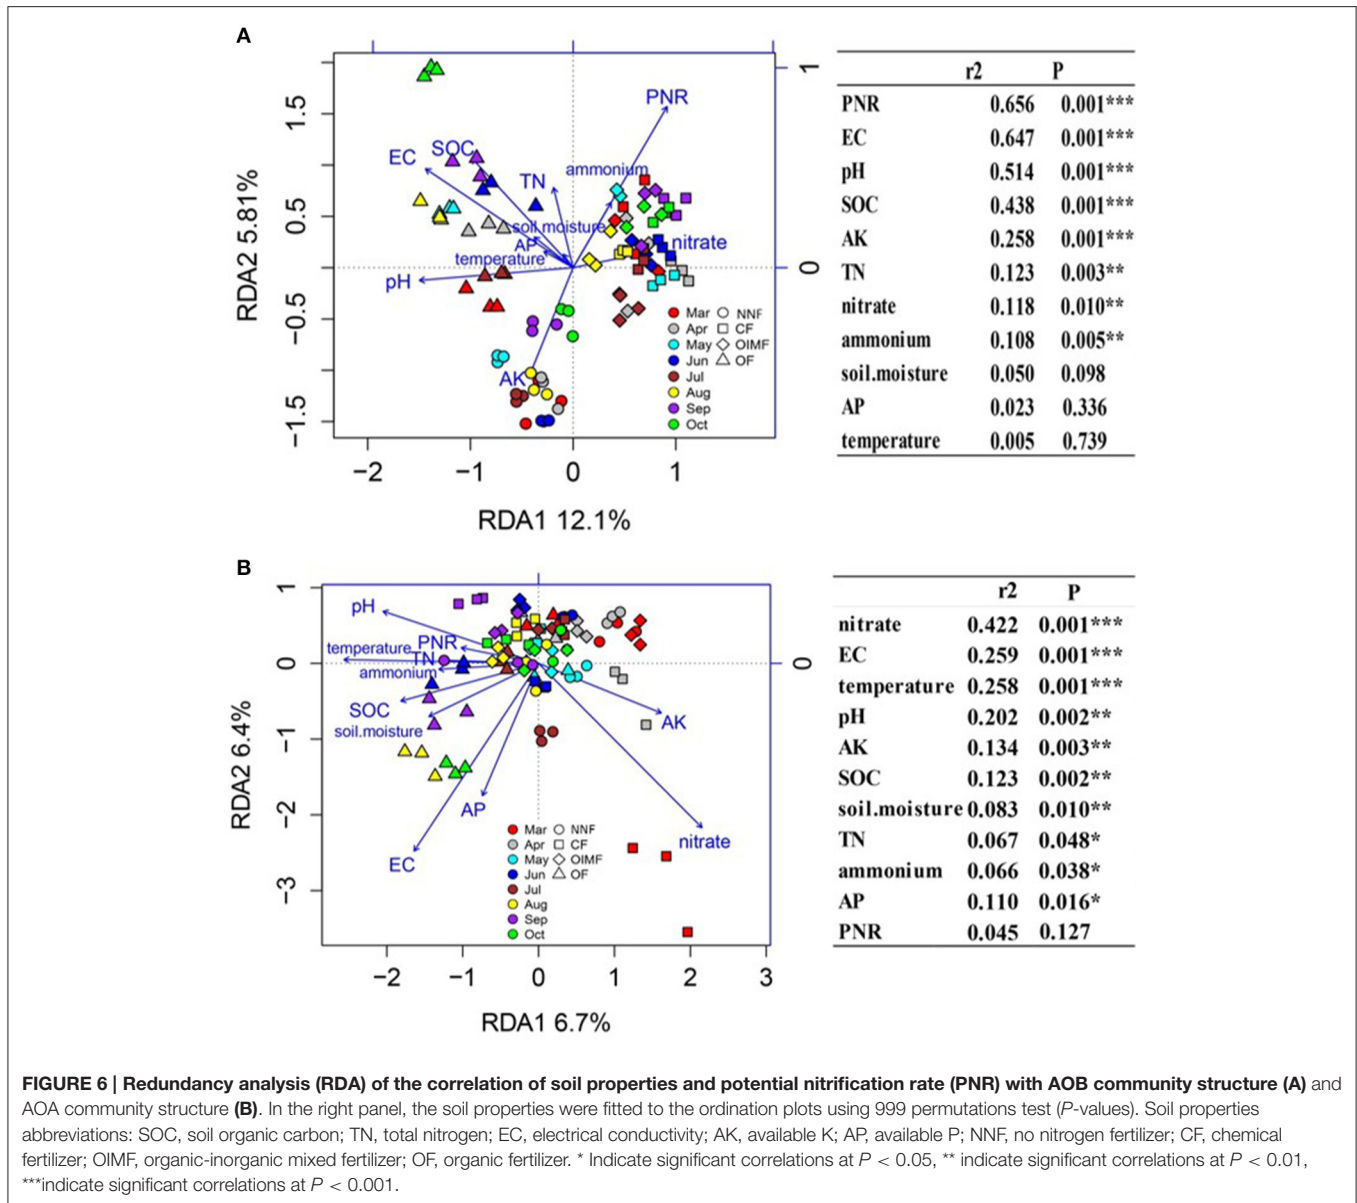 A
PNR
SOC
EC
TN
ammonium
soil.moisture
AP
nitrate
temperature
pH
AK
RDA2 5.81%
1.5
0.5
−0.5
−1.5
1
0
Mar NNF
Apr CF
May OIMF
Jun OF
Jul
Aug
Sep
Oct
−2 −1 0 1
RDA1 12.1%
r2 P
PNR 0.656 0.001***
EC 0.647 0.001***
pH 0.514 0.001***
SOC 0.438 0.001***
AK 0.258 0.001***
TN 0.123 0.003**
nitrate 0.118 0.010**
ammonium 0.108 0.005**
soil.moisture 0.050 0.098
AP 0.023 0.336
temperature 0.005 0.739
B
pH
temperature
PNR
TN
ammonium
SOC
soil.moisture
AK
AP
nitrate
EC
RDA2 6.4%
1
0
−1
−2
−3
0
Mar NNF
Apr CF
May OIMF
Jun OF
Jul
Aug
Sep
Oct
−2 −1 0 1 2 3
RDA1 6.7%
r2 P
nitrate 0.422 0.001***
EC 0.259 0.001***
temperature 0.258 0.001***
pH 0.202 0.002**
AK 0.134 0.003**
SOC 0.123 0.002**
soil.moisture 0.083 0.010**
TN 0.067 0.048*
ammonium 0.066 0.038*
AP 0.110 0.016*
PNR 0.045 0.127
FIGURE 6 | Redundancy analysis (RDA) of the correlation of soil properties and potential nitrification rate (PNR) with AOB community structure (A) and
AOA community structure (B). In the right panel, the soil properties were fitted to the ordination plots using 999 permutations test (P-values). Soil properties
abbreviations: SOC, soil organic carbon; TN, total nitrogen; EC, electrical conductivity; AK, available K; AP, available P; NNF, no nitrogen fertilizer; CF, chemical
fertilizer; OIMF, organic-inorganic mixed fertilizer; OF, organic fertilizer. * Indicate significant correlations at P < 0.05, ** indicate significant correlations at P < 0.01,
***indicate significant correlations at P < 0.001.